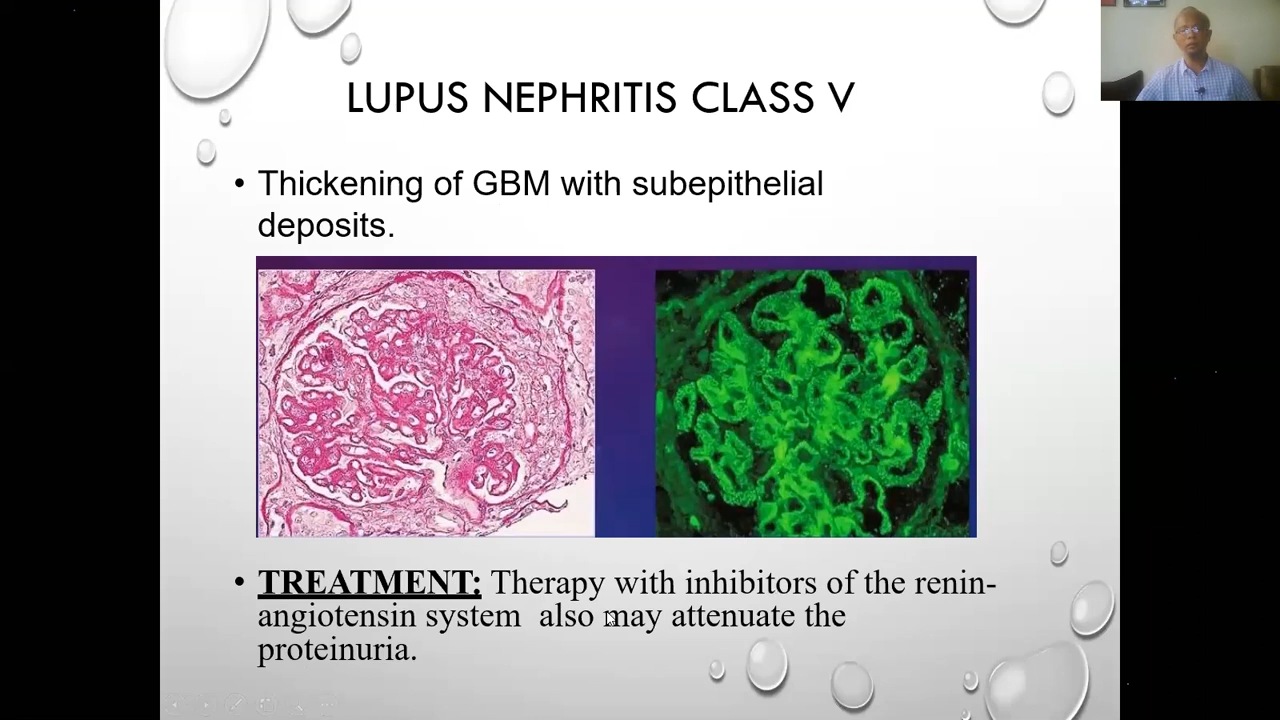 LUPUS NEPHRITIS CLASS V
• Thickening of GBM with subepithelial
deposits.
• TREATMENT: Therapy with inhibitors of the renin-
angiotensin system also may attenuate the
proteinuria.